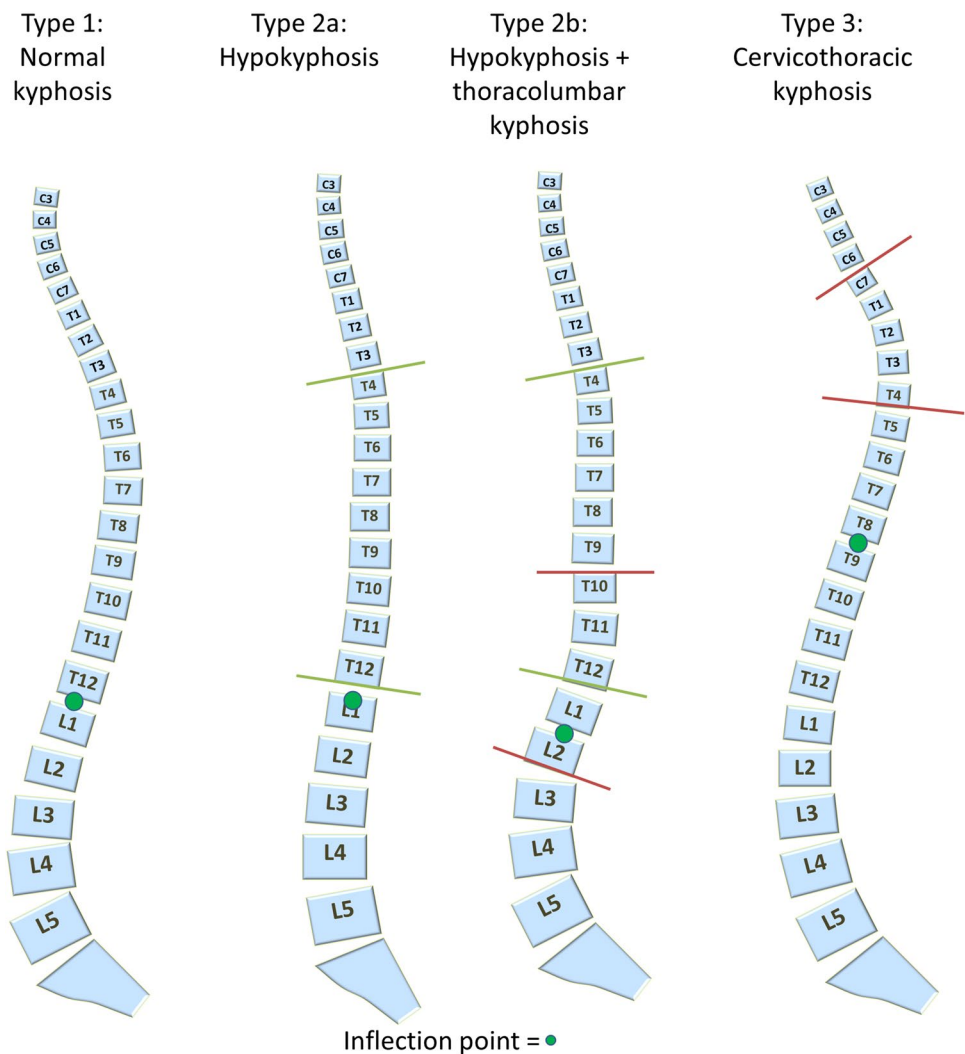 Type 1:
Normal
kyphosis
Type 2a:
Hypokyphosis
Type 2b:
Hypokyphosis +
thoracolumbar
kyphosis
Type 3:
Cervicothoracic
kyphosis
C3
C4
C5
C6
C7
T1
T2
T3
T4
T5
T6
T7
T8
T9
T10
T11
T12
L1
L2
L3
L4
L5
C3
C4
C5
C6
C7
T1
T2
T3
T4
T5
T6
T7
T8
T9
T10
T11
T12
L1
L2
L3
L4
L5
C3
C4
C5
C6
C7
T1
T2
T3
T4
T5
T6
T7
T8
T9
T10
T11
T12
L1
L2
L3
L4
L5
C3
C4
C5
C6
C7
T1
T2
T3
T4
T5
T6
T7
T8
T9
T10
T11
T12
L1
L2
L3
L4
L5
Inflection point =